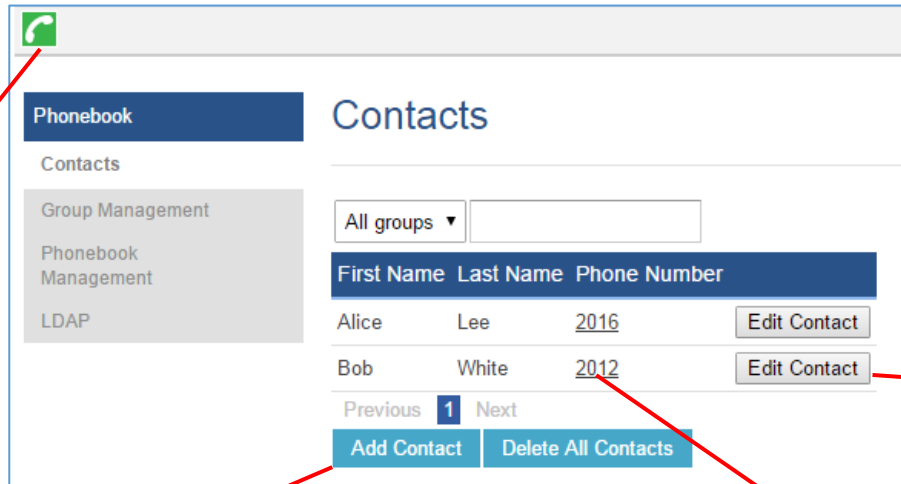 Phonebook
Contacts
Group Management
Phonebook
Management
LDAP
Contacts
All groups
First Name Last Name Phone Number
Alice Lee 2016 Edit Contact
Bob White 2012 Edit Contact
Previous 1 Next
Add Contact Delete All Contacts